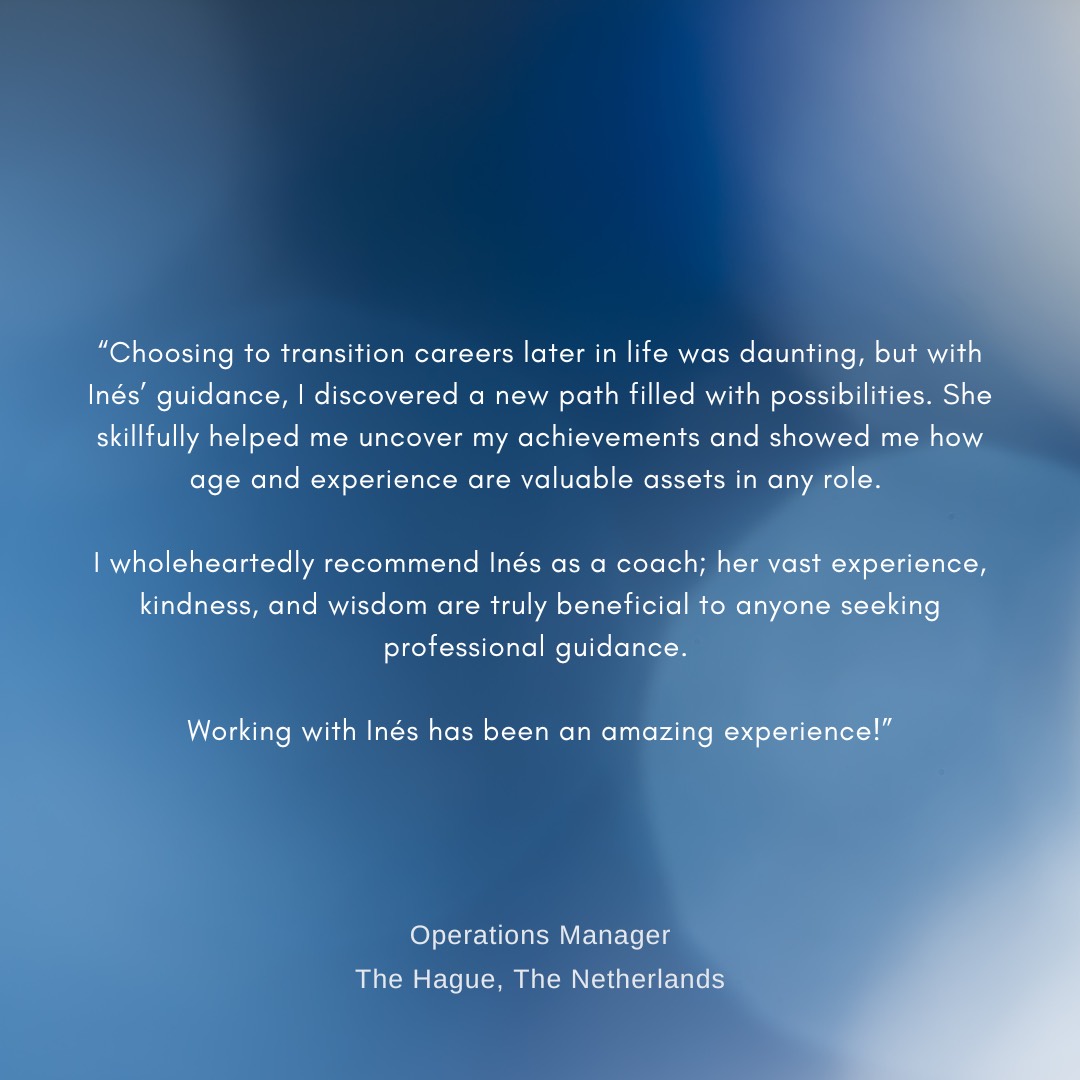 “Choosing to transition careers later in life was daunting, but with
Inés’ guidance, I discovered a new path filled with possibilities. She
skillfully helped me uncover my achievements and showed me how
age and experience are valuable assets in any role.
I wholeheartedly recommend Inés as a coach; her vast experience,
kindness, and wisdom are truly beneficial to anyone seeking
professional guidance.
Working with Inés has been an amazing experience!”
Operations Manager
The Hague, The Netherlands